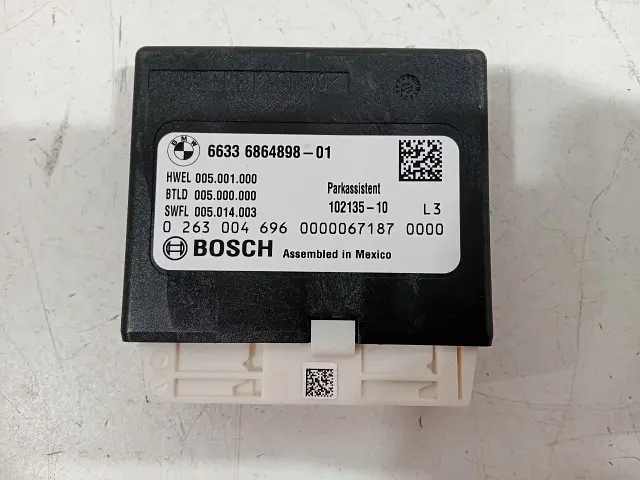 BMW
6633 6864898-01
HWEL 005.001.000
BTLD 005.000.000
Parkassistent
SWFL 005.014.003
102135-10
L3
0 263 004 696 0000067187 0000
BOSCH Assembled in Mexico